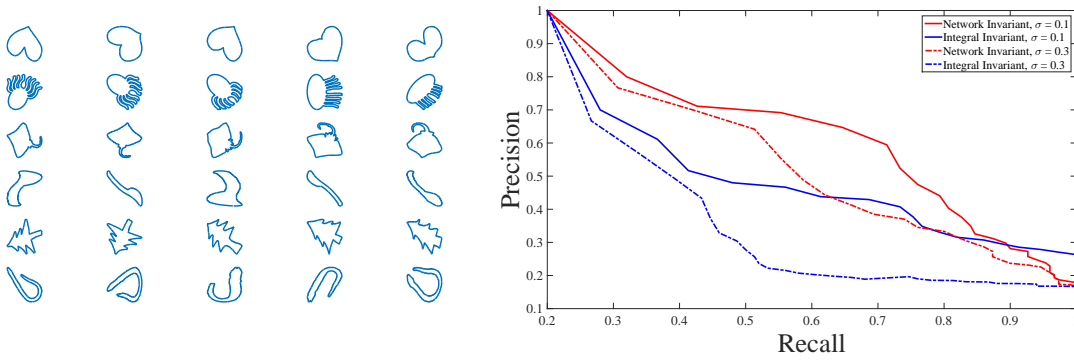 Network Invariant, σ = 0.1
Integral Invariant, σ = 0.1
Network Invariant, σ = 0.3
Integral Invariant, σ = 0.3
Precision
1
0.9
0.8
0.7
0.6
0.5
0.4
0.3
0.2
0.1
0.2 0.3 0.4 0.5 0.6 0.7 0.8 0.9
Recall